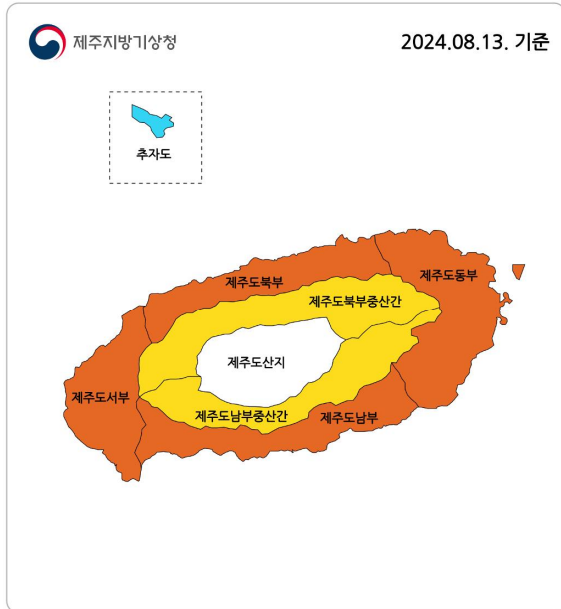 제주지방기상청
2024.08.13. 기준
추자도
제주도북부
제주도동부
제주도북부중산간
제주도산지
제주도서부
제주도남부중산간
제주도남부